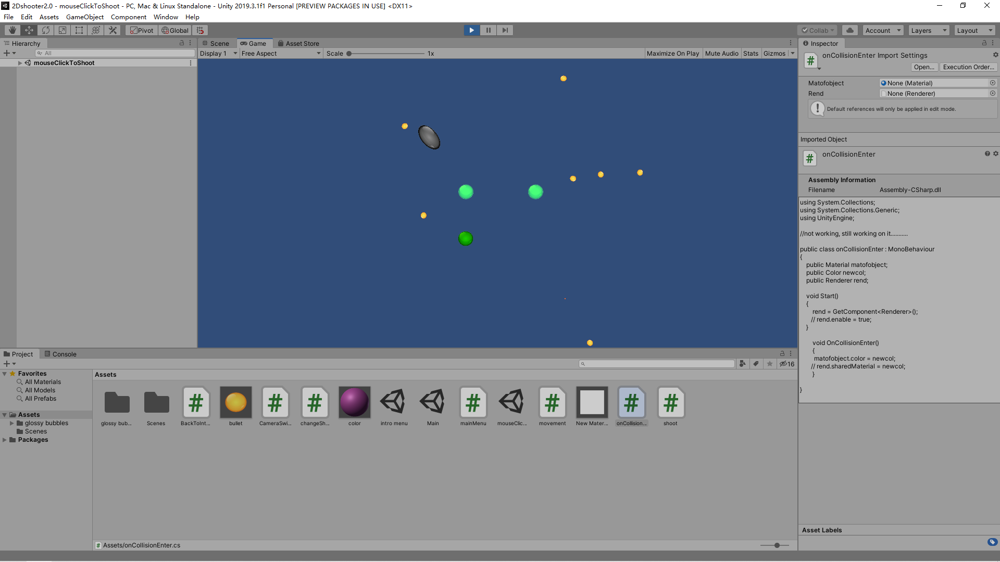 2Dshooter2.0 - mouseClickToShoot - PC, Mac & Linux Standalone - Unity 2019.3.1f1 Personal [PREVIEW PACKAGES IN USE] <DX11>
File Edit Assets GameObject Component Window Help
Pivot Global Collab Account Layers Layout
Hierarchy
All
mouseClickToShoot
Scene Game Asset Store
Display 1 Free Aspect Scale 1x Maximize On Play Mute Audio Stats Gizmos
Inspector
onCollisionEnter Import Settings
Open... Execution Order...
Matofobject None (Material)
Rend None (Renderer)
Default references will only be applied in edit mode.
Imported Object
onCollisionEnter
Assembly Information
Filename Assembly-CSharp.dll
using System.Collections;
using System.Collections.Generic;
using UnityEngine;
//not working, still working on it...........
public class onCollisionEnter : MonoBehaviour
{
public Material matofobject;
public Color newcol;
public Renderer rend;
void Start()
{
rend = GetComponent<Renderer>();
// rend.enable = true;
}
void OnCollisionEnter()
{
matofobject.color = newcol;
// rend.sharedMaterial = newcol;
}
}
Asset Labels
Project Console
16
Favorites
All Materials
All Models
All Prefabs
Assets
glossy bubbles
Scenes
Packages
Assets
glossy bub... Scenes BackToInt... bullet CameraSwi... changeSh... color intro menu Main mainMenu mouseClic... movement New Mater... onCollision... shoot
Assets/onCollisionEnter.cs